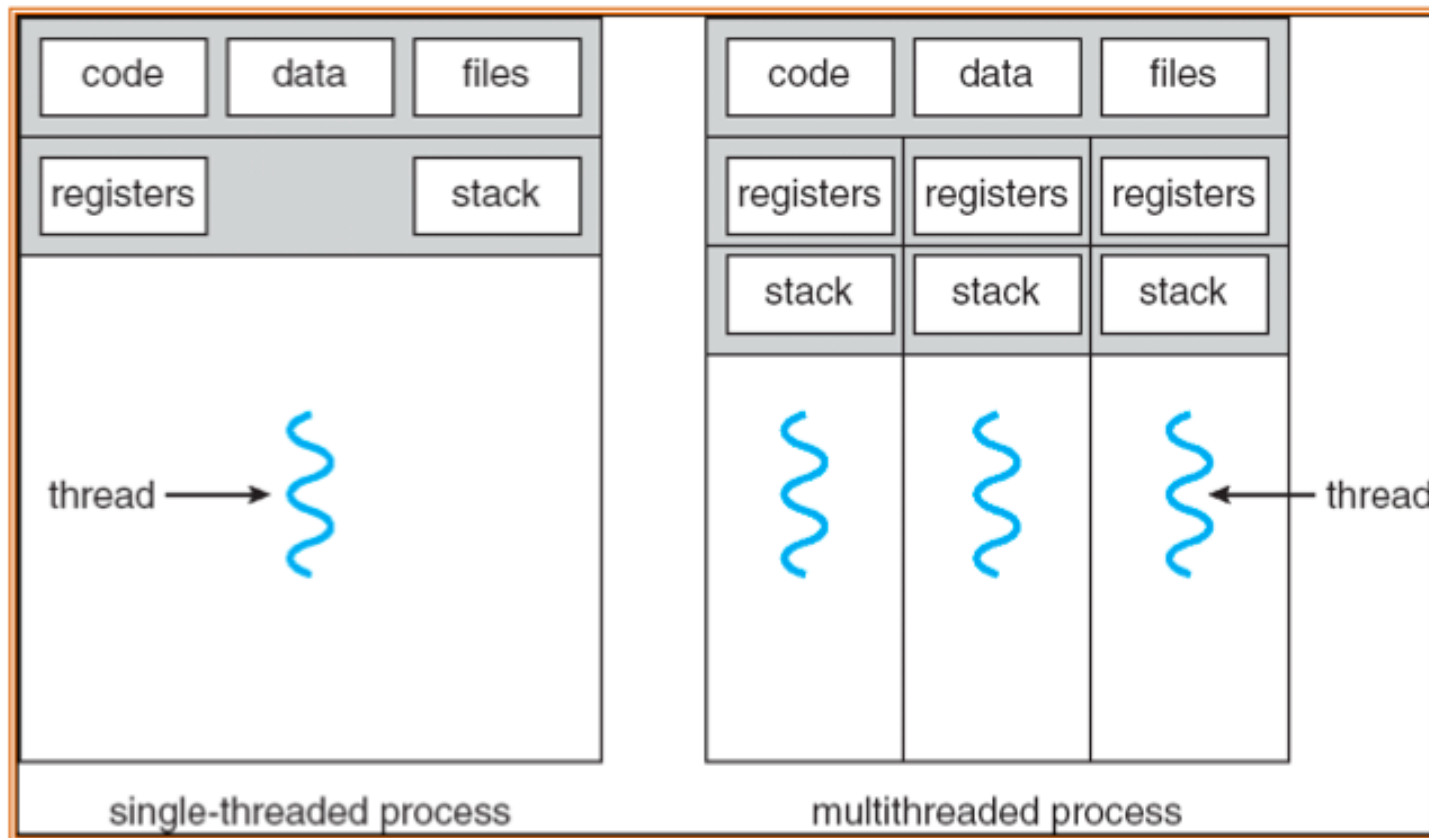 code data files code data files
registers stack registers registers registers
stack stack stack
thread thread
single-threaded process multithreaded process